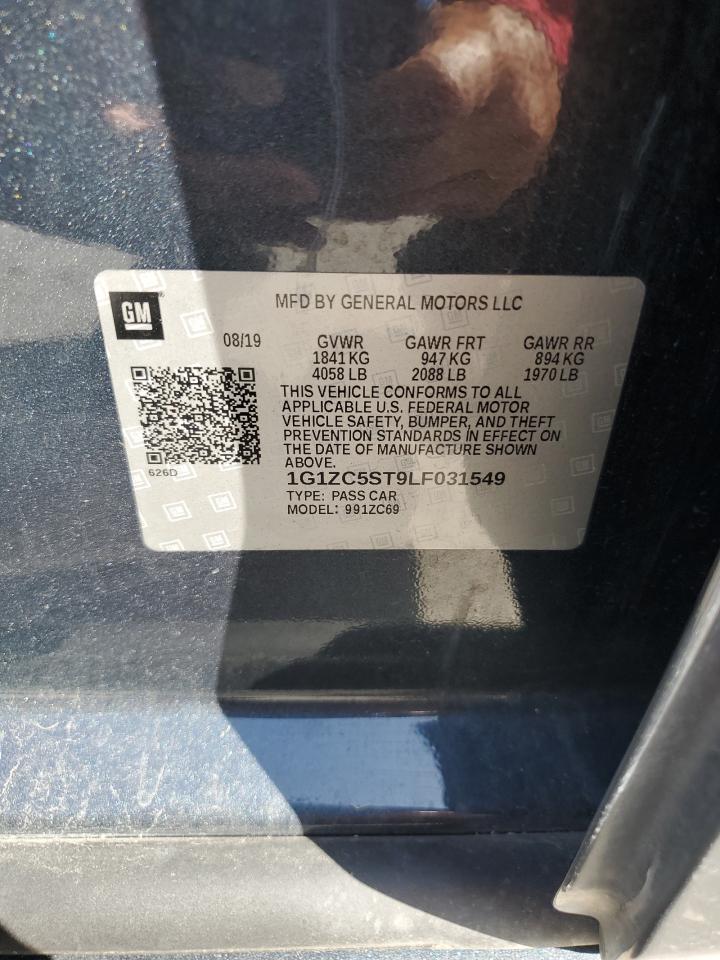 GM
MFD BY GENERAL MOTORS LLC
08/19 GVWR GAWR FRT GAWR RR
1841 KG 947 KG 894 KG
4058 LB 2088 LB 1970 LB
THIS VEHICLE CONFORMS TO ALL
APPLICABLE U.S. FEDERAL MOTOR
VEHICLE SAFETY, BUMPER, AND THEFT
PREVENTION STANDARDS IN EFFECT ON
THE DATE OF MANUFACTURE SHOWN
ABOVE.
626D
1G1ZC5ST9LF031549
TYPE: PASS CAR
MODEL: 991ZC69